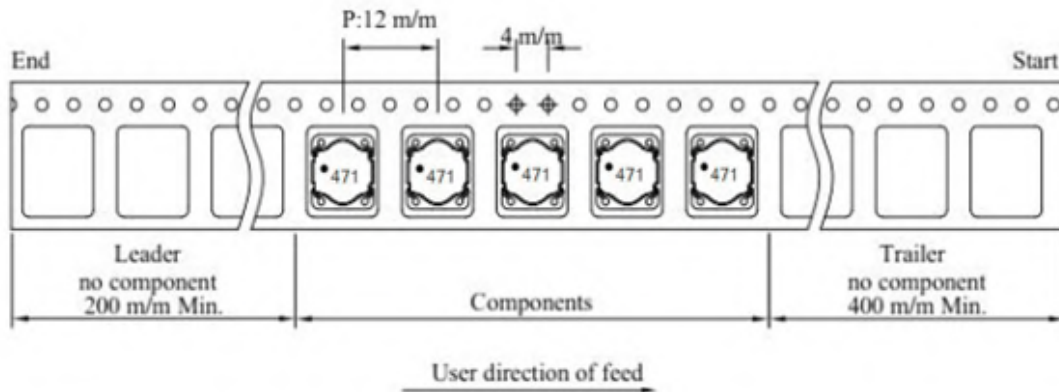 P:12 m/m
4 m/m
End
Start
471 471 471 471 471
Leader
no component
200 m/m Min.
Components
Trailer
no component
400 m/m Min.
User direction of feed